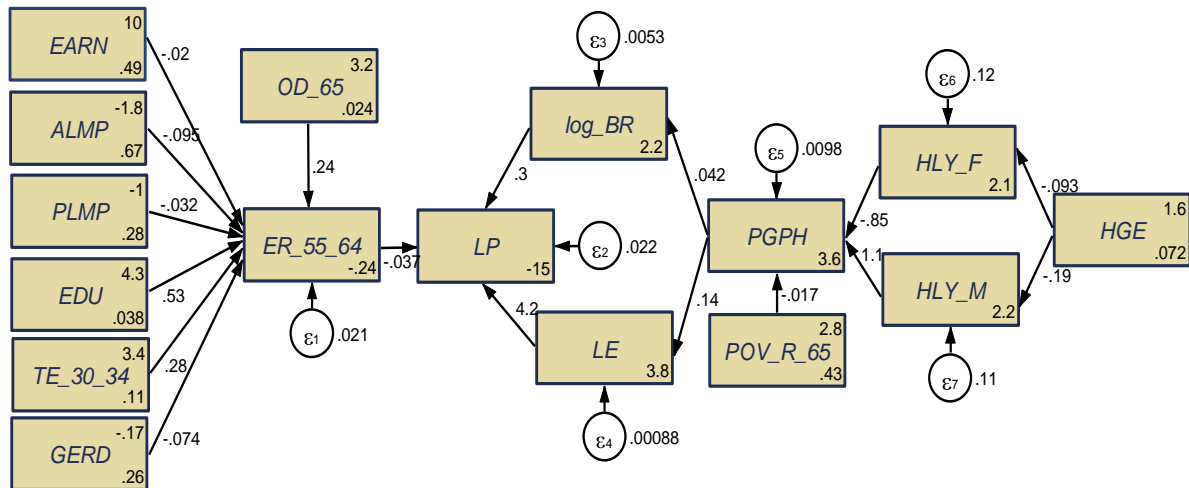 10
EARN
.49
-.02
-1.8
ALMP
.67
-.095
-1
PLMP
.28
-.032
4.3
EDU
.038
.53
3.4
TE_30_34
.11
.28
-.17
GERD
.26
-.074
3.2
OD_65
.024
.24
ER_55_64
-.24
ε1 .021
-.037
LP
-15
ε2 .022
ε3 .0053
log_BR
2.2
.3
.042
LE
3.8
4.2
.14
ε4 .00088
ε5 .0098
PGPH
3.6
-.017
2.8
POV_R_65
.43
ε6 .12
HLY_F
2.1
-.85
-.093
HLY_M
2.2
1.1
-.19
ε7 .11
1.6
HGE
.072